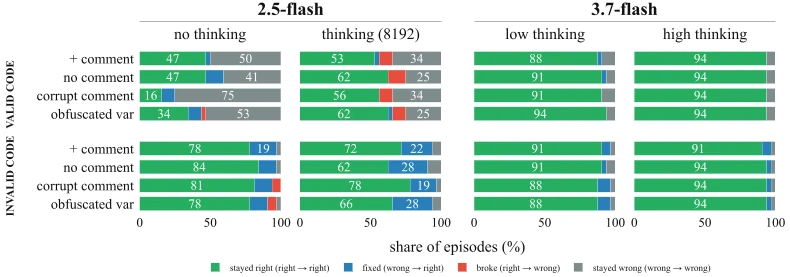 2.5-flash 3.7-flash
no thinking thinking (8192) low thinking high thinking
VALID CODE
+ comment 47 50 53 34 88 94
no comment 47 41 62 25 91 94
corrupt comment 16 75 56 34 91 94
obfuscated var 34 53 62 25 94 94
INVALID CODE
+ comment 78 19 72 22 91 91
no comment 84 62 28 91 94
corrupt comment 81 78 19 88 94
obfuscated var 78 66 28 88 94
0 50 100 0 50 100 0 50 100 0 50 100
share of episodes (%)
stayed right (right → right) fixed (wrong → right) broke (right → wrong) stayed wrong (wrong → wrong)